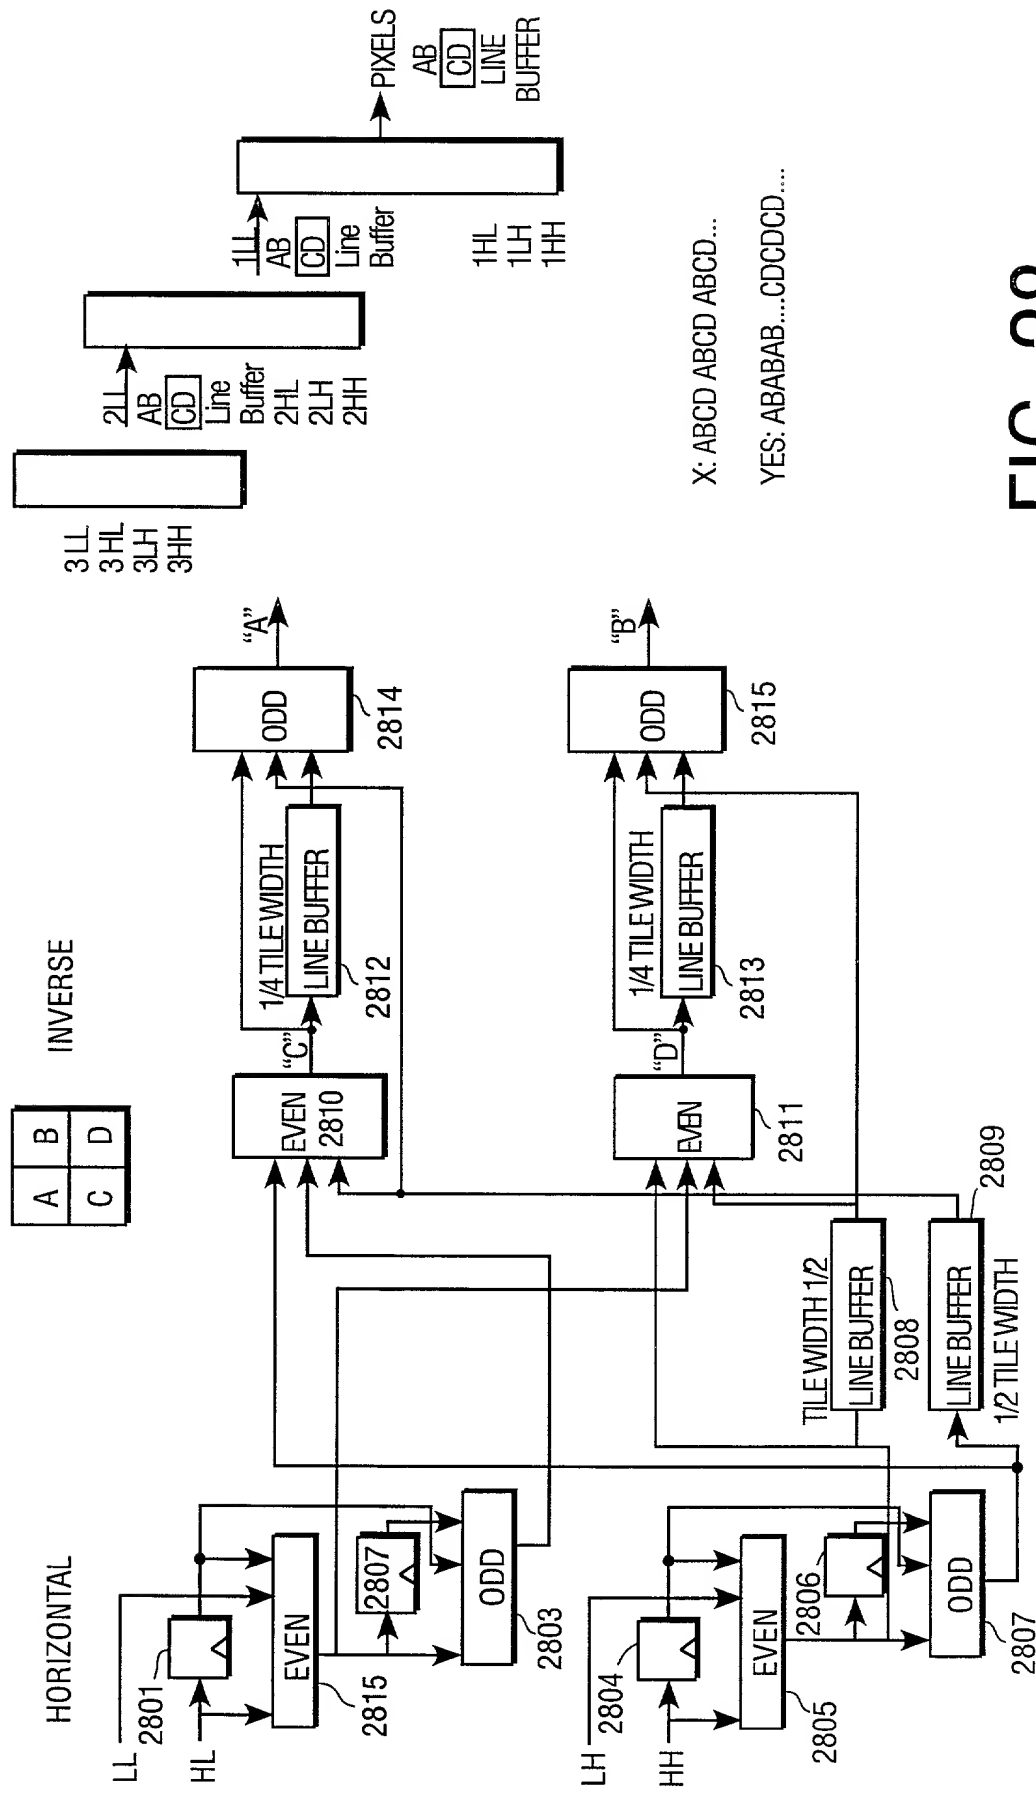 HORIZONTAL
INVERSE
A B
C D
LL
2801
HL
EVEN
2815
2807
ODD
2803
LH
2804
HH
EVEN
2805
2806
ODD
2807
TILE WIDTH 1/2
LINE BUFFER
2808
LINE BUFFER
2809
1/2 TILE WIDTH
EVEN
2810
"C"
1/4 TILE WIDTH
LINE BUFFER
2812
ODD
2814
"A"
EVEN
2811
"D"
1/4 TILE WIDTH
LINE BUFFER
2813
ODD
2815
"B"
3 LL
3 HL
3LH
3HH
2LL
AB
CD
Line
Buffer
2HL
2LH
2HH
1LL
AB
CD
Line
Buffer
1HL
1LH
1HH
PIXELS
AB
CD
LINE
BUFFER
X: ABCD ABCD ABCD...
YES: ABABAB....CDCDCD....
FIG